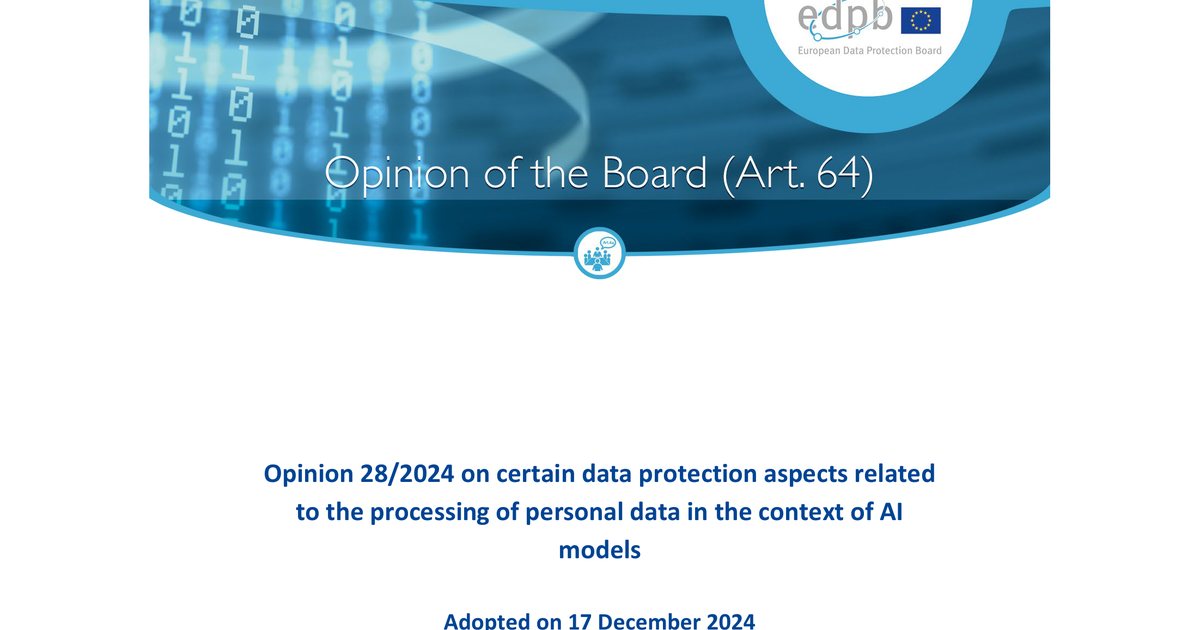 edpb
European Data Protection Board
Opinion of the Board (Art. 64)
Opinion 28/2024 on certain data protection aspects related
to the processing of personal data in the context of AI
models
Adopted on 17 December 2024